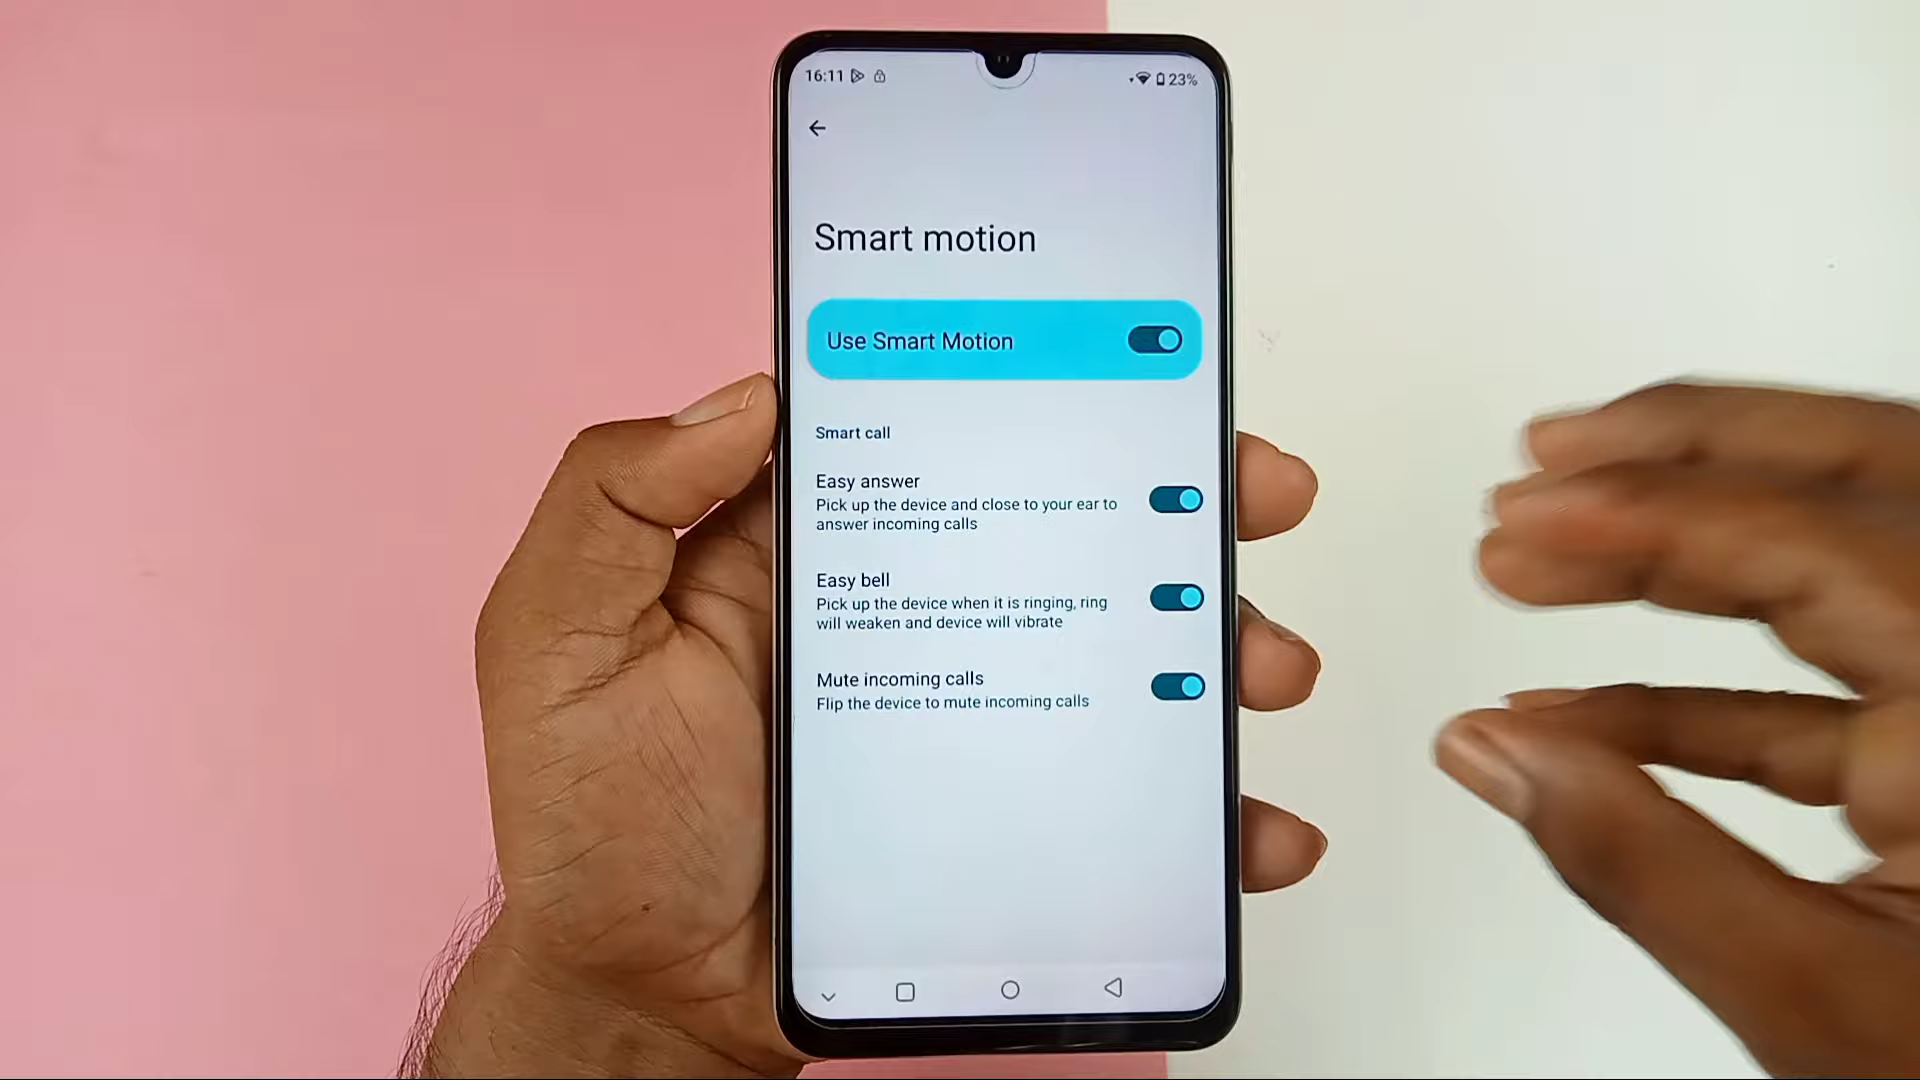 16:11 23%
Smart motion
Use Smart Motion
Smart call
Easy answer
Pick up the device and close to your ear to
answer incoming calls
Easy bell
Pick up the device when it is ringing, ring
will weaken and device will vibrate
Mute incoming calls
Flip the device to mute incoming calls